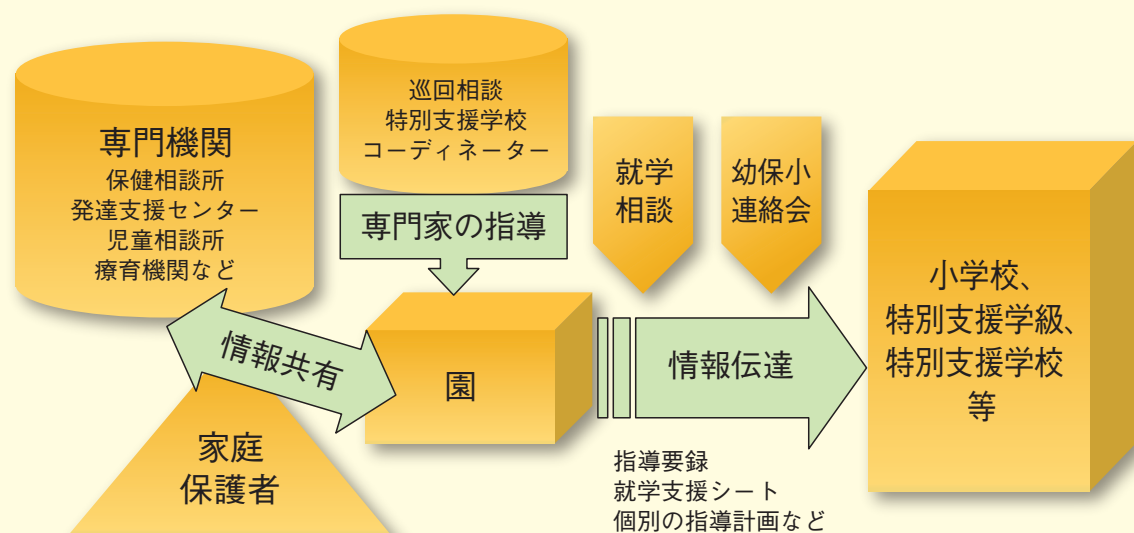 専門機関
保健相談所
発達支援センター
児童相談所
療育機関など
巡回相談
特別支援学校
コーディネーター
専門家の指導
就学
相談
幼保小
連絡会
情報共有
園
情報伝達
小学校、
特別支援学級、
特別支援学校
等
家庭
保護者
指導要録
就学支援シート
個別の指導計画など